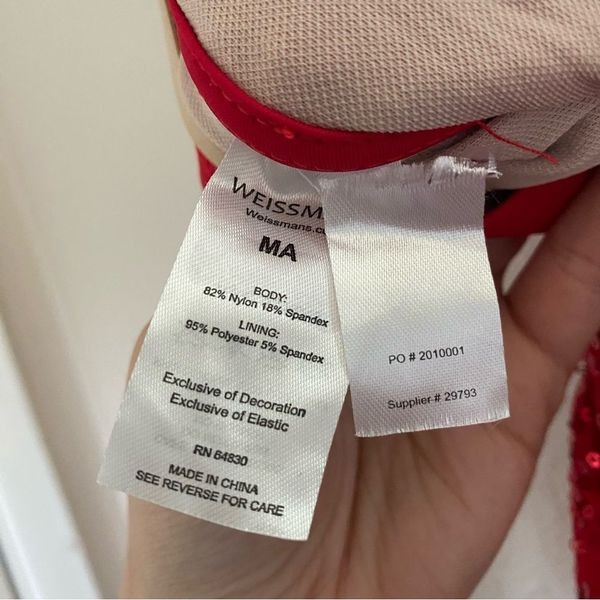 WEISSM
Weissmans.c
MA
BODY:
82% Nylon 18% Spandex
LINING:
95% Polyester 5% Spandex
Exclusive of Decoration
Exclusive of Elastic
RN 64830
MADE IN CHINA
SEE REVERSE FOR CARE
PO # 2010001
Supplier # 29793